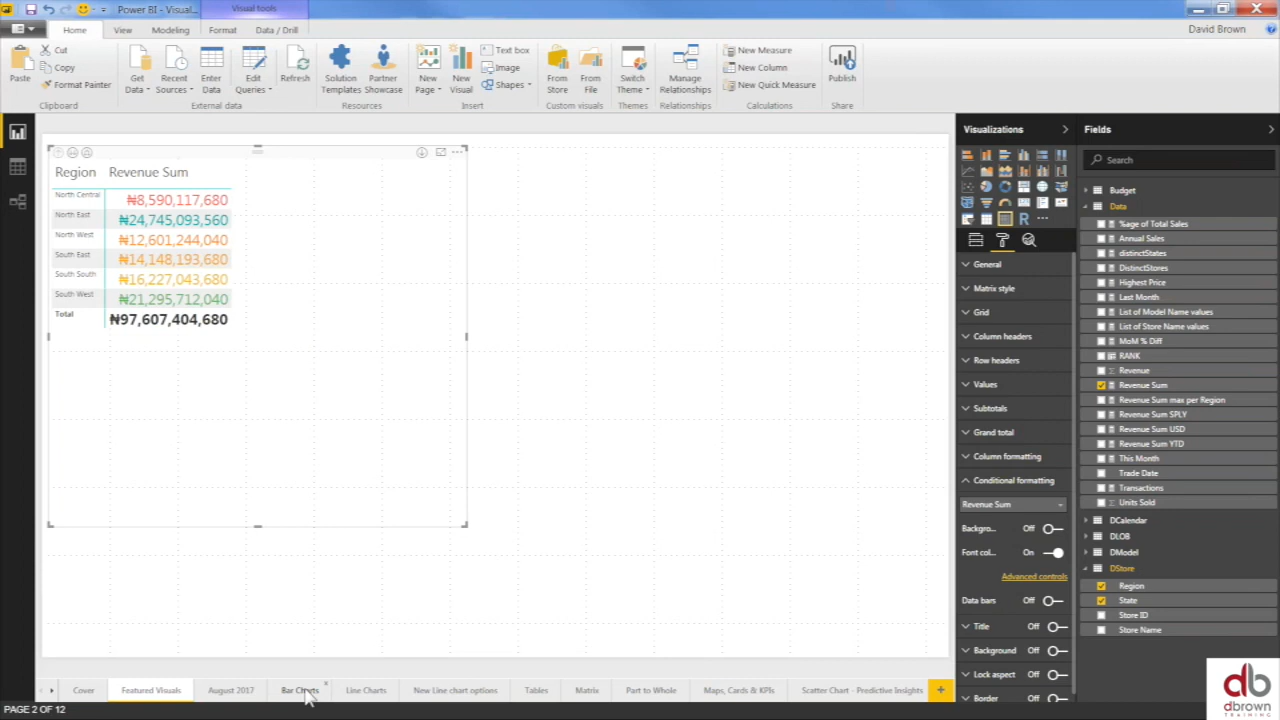 Power BI - Visual...
Visual tools
Home
View
Modeling
Format
Data / Drill
David Brown
Paste
Cut
Copy
Format Painter
Clipboard
Get Data
Recent Sources
Enter Data
Edit Queries
Refresh
External data
Solution Templates
Partner Showcase
Resources
New Page
New Visual
Text box
Image
Shapes
Insert
From Store
From File
Custom visuals
Switch Theme
Themes
Manage Relationships
Relationships
New Measure
New Column
New Quick Measure
Calculations
Publish
Share
Region Revenue Sum
North Central ₦8,590,117,680
North East ₦24,745,093,560
North West ₦12,601,244,040
South East ₦14,148,193,680
South South ₦16,227,043,680
South West ₦21,295,712,040
Total ₦97,607,404,680
Visualizations
R
General
Matrix style
Grid
Column headers
Row headers
Values
Subtotals
Grand total
Column formatting
Conditional formatting
Revenue Sum
Backgro... Off
Font col... On
Advanced controls
Data bars Off
Title Off
Background Off
Lock aspect Off
Border Off
Fields
Search
Budget
Data
%age of Total Sales
Annual Sales
distinctStates
DistinctStores
Highest Price
Last Month
List of Model Name values
List of Store Name values
MoM % Diff
RANK
Revenue
Revenue Sum
Revenue Sum max per Region
Revenue Sum SPLY
Revenue Sum USD
Revenue Sum YTD
This Month
Trade Date
Transactions
Units Sold
DCalendar
DLOB
DModel
DStore
Region
State
Store ID
Store Name
Cover
Featured Visuals
August 2017
Bar Charts
Line Charts
New Line chart options
Tables
Matrix
Part to Whole
Maps, Cards & KPIs
Scatter Chart - Predictive Insights
PAGE 2 OF 12
db
dbrown
TRAINING